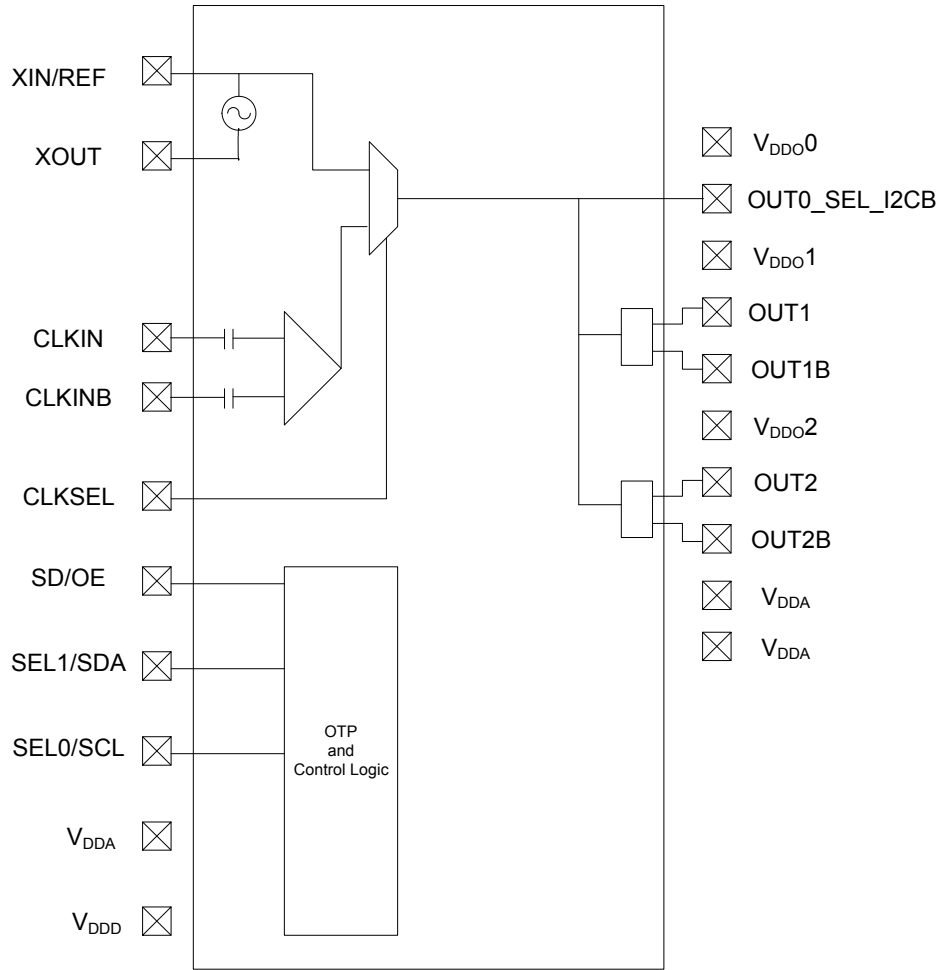 XIN/REF
XOUT
CLKIN
CLKINB
CLKSEL
SD/OE
SEL1/SDA
SEL0/SCL
VDDA
VDDD
OTP
and
Control Logic
VDDO0
OUT0_SEL_I2CB
VDDO1
OUT1
OUT1B
VDDO2
OUT2
OUT2B
VDDA
VDDA